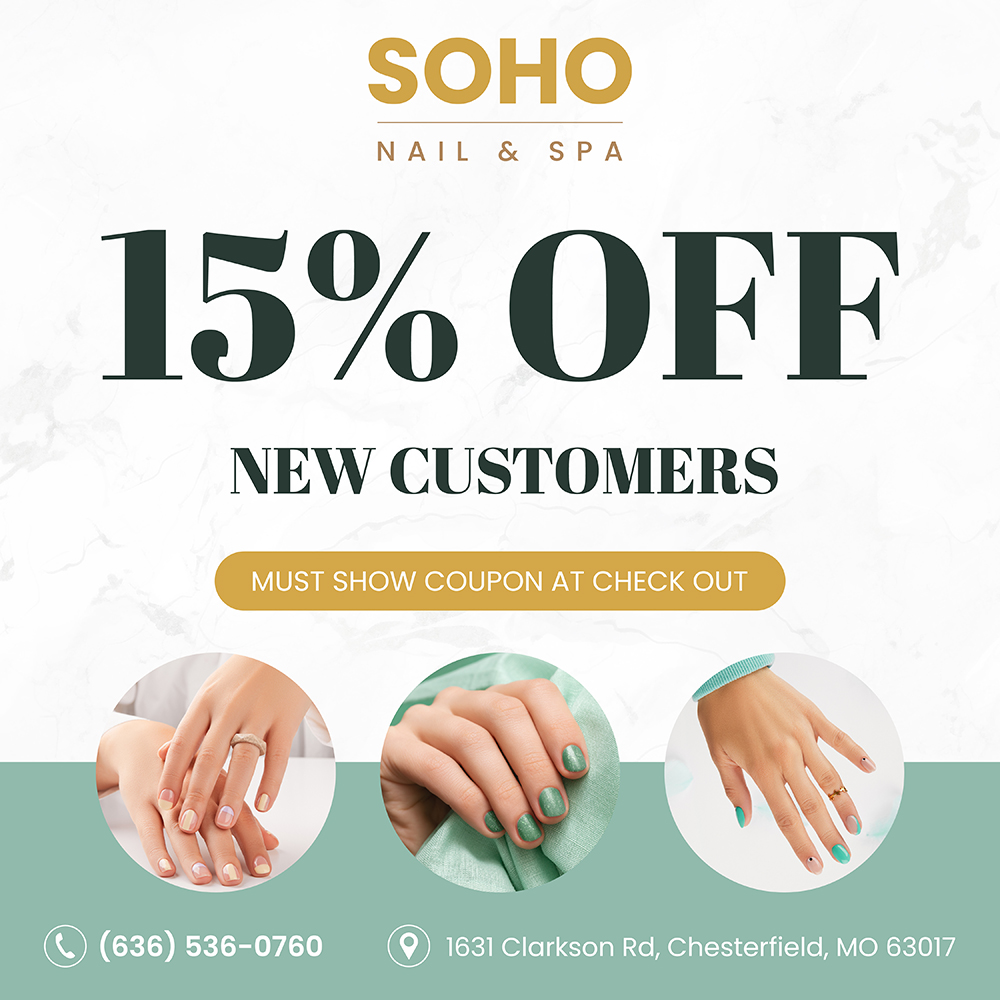 SOHO
NAIL & SPA
15% OFF
NEW CUSTOMERS
MUST SHOW COUPON AT CHECK OUT
(636) 536-0760
1631 Clarkson Rd, Chesterfield, MO 63017